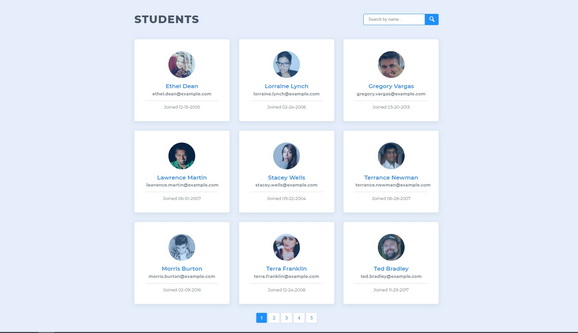 STUDENTS
Search by name...
Ethel Dean
ethel.dean@example.com
Joined 12-15-2005
Lorraine Lynch
lorraine.lynch@example.com
Joined 02-24-2006
Gregory Vargas
gregory.vargas@example.com
Joined 03-20-2013
Lawrence Martin
lawrence.martin@example.com
Joined 05-01-2007
Stacey Wells
stacey.wells@example.com
Joined 05-22-2004
Terrance Newman
terrance.newman@example.com
Joined 08-28-2007
Morris Burton
morris.burton@example.com
Joined 02-09-2016
Terra Franklin
terra.franklin@example.com
Joined 12-24-2008
Ted Bradley
ted.bradley@example.com
Joined 11-29-2017
1 2 3 4 5